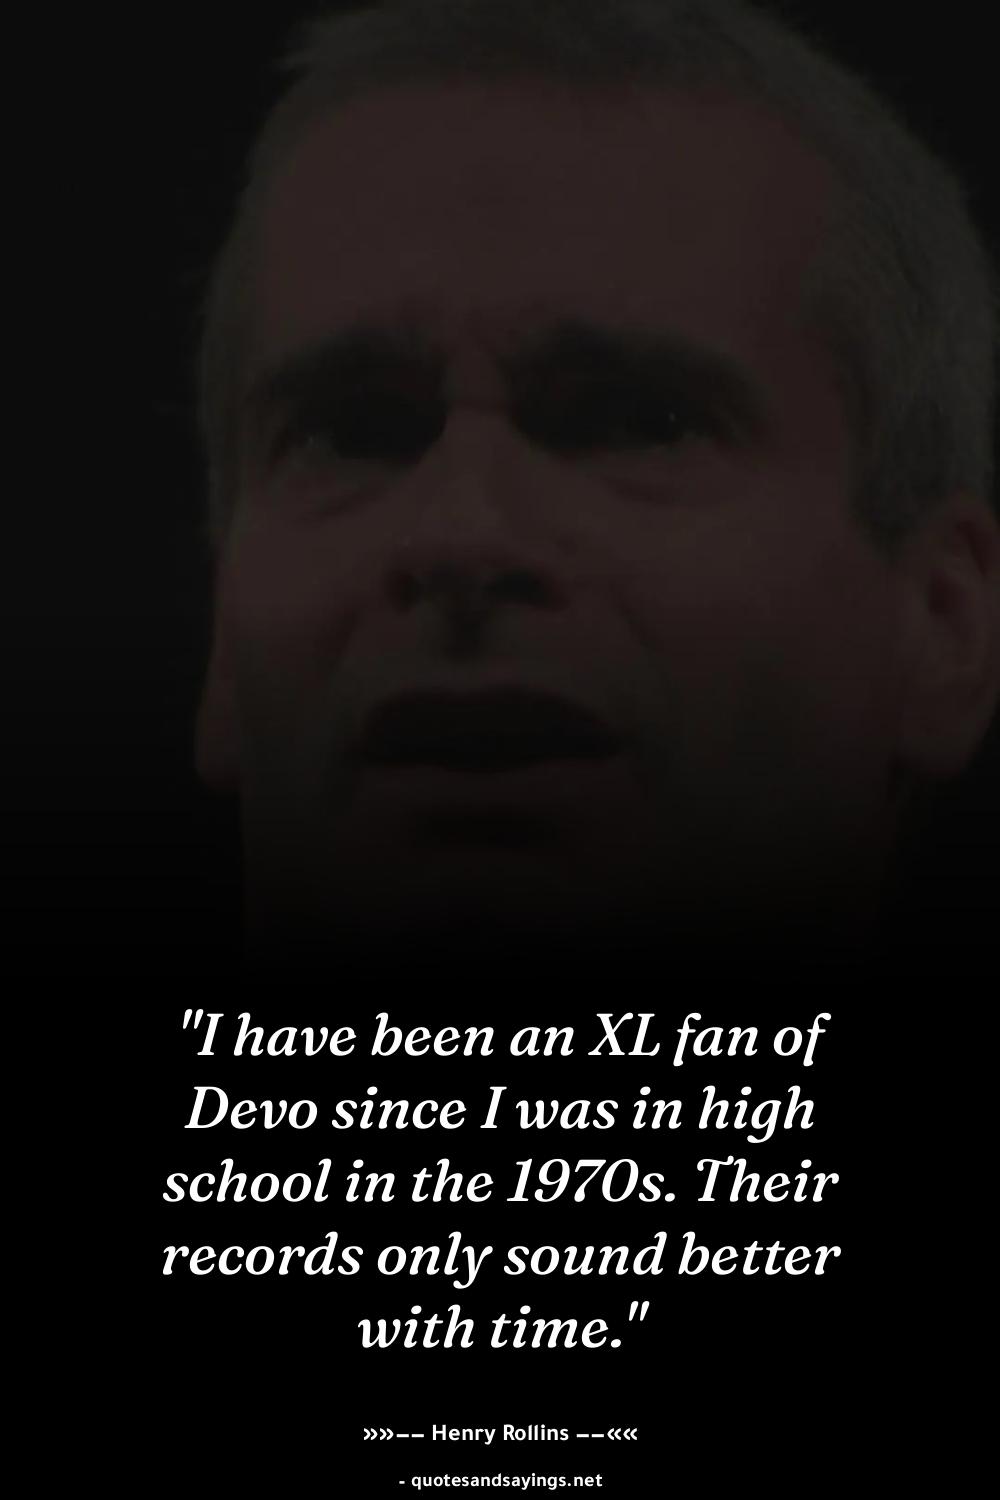 "I have been an XL fan of
Devo since I was in high
school in the 1970s. Their
records only sound better
with time."
»»–– Henry Rollins ––««
- quotesandsayings.net